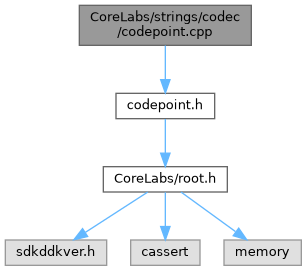 CoreLabs/strings/codec
/codepoint.cpp
codepoint.h
CoreLabs/root.h
sdkddkver.h
cassert
memory